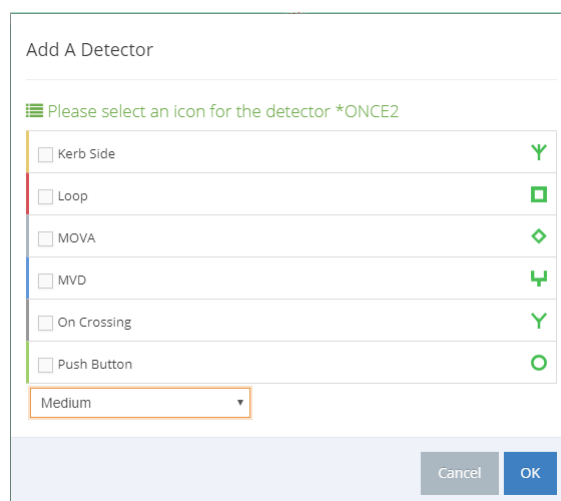 Add A Detector
Please select an icon for the detector *ONCE2
Kerb Side
Loop
MOVA
MVD
On Crossing
Push Button
Medium
Cancel OK